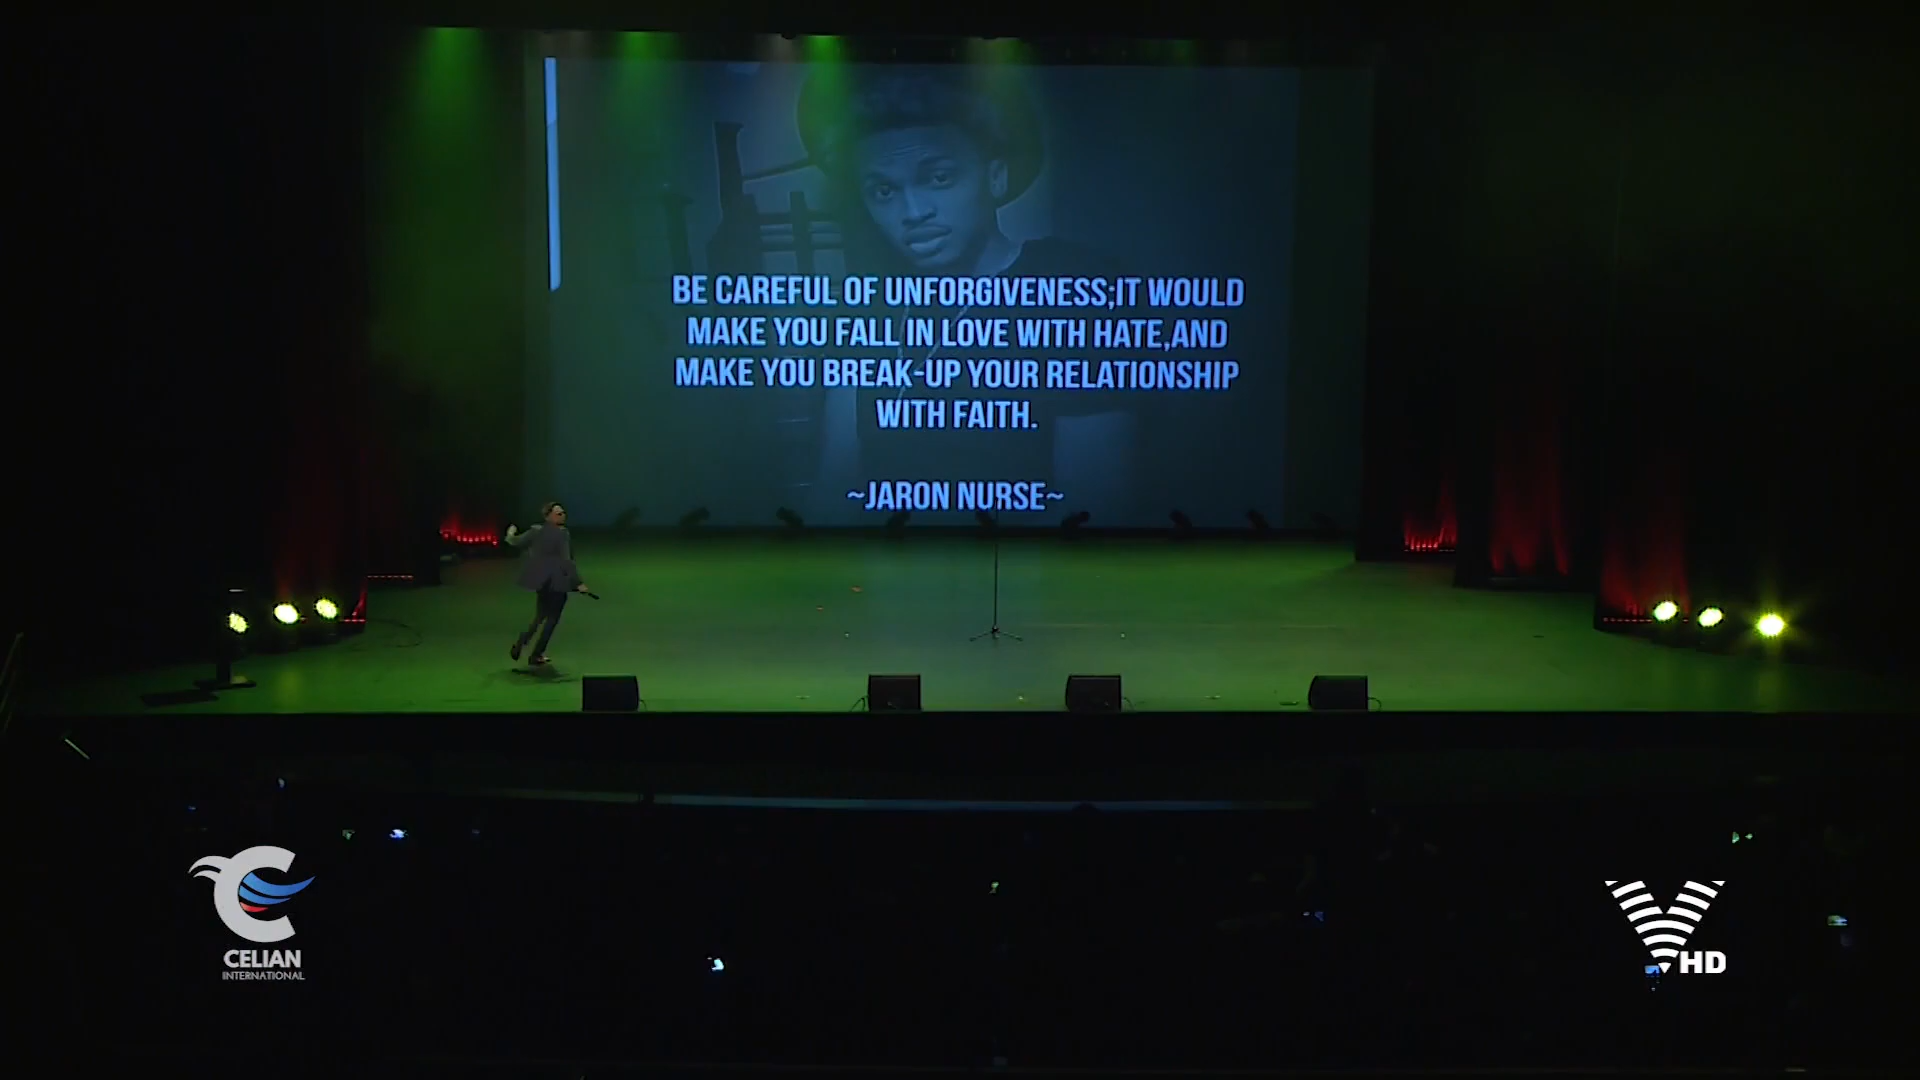 BE CAREFUL OF UNFORGIVENESS;IT WOULD
MAKE YOU FALL IN LOVE WITH HATE,AND
MAKE YOU BREAK-UP YOUR RELATIONSHIP
WITH FAITH.
~JARON NURSE~
CELIAN
INTERNATIONAL
V HD